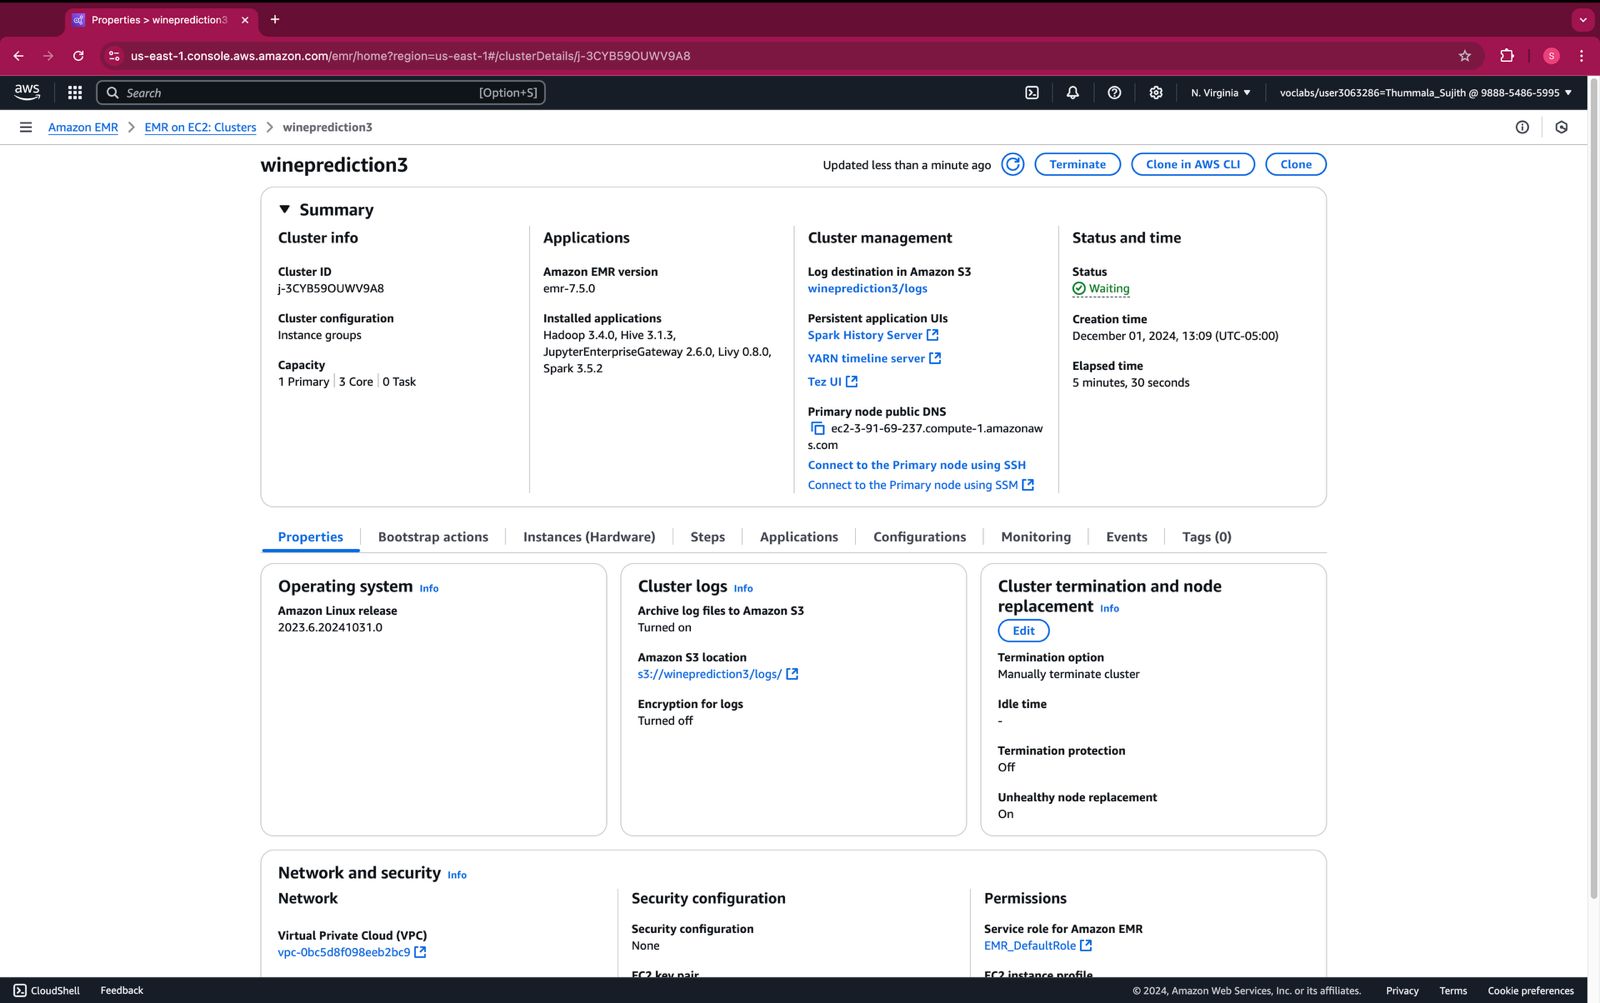 Properties > wineprediction3
us-east-1.console.aws.amazon.com/emr/home?region=us-east-1#/clusterDetails/j-3CYB59OUWV9A8
S
aws
Search
[Option+S]
N. Virginia
voclabs/user3063286=Thummala_Sujith @ 9888-5486-5995
Amazon EMR
EMR on EC2: Clusters
wineprediction3
wineprediction3
Updated less than a minute ago
Terminate
Clone in AWS CLI
Clone
Summary
Cluster info
Cluster ID
j-3CYB59OUWV9A8
Cluster configuration
Instance groups
Capacity
1 Primary
3 Core
0 Task
Applications
Amazon EMR version
emr-7.5.0
Installed applications
Hadoop 3.4.0, Hive 3.1.3,
JupyterEnterpriseGateway 2.6.0, Livy 0.8.0,
Spark 3.5.2
Cluster management
Log destination in Amazon S3
wineprediction3/logs
Persistent application UIs
Spark History Server
YARN timeline server
Tez UI
Primary node public DNS
ec2-3-91-69-237.compute-1.amazonaw
s.com
Connect to the Primary node using SSH
Connect to the Primary node using SSM
Status and time
Status
Waiting
Creation time
December 01, 2024, 13:09 (UTC-05:00)
Elapsed time
5 minutes, 30 seconds
Properties
Bootstrap actions
Instances (Hardware)
Steps
Applications
Configurations
Monitoring
Events
Tags (0)
Operating system Info
Amazon Linux release
2023.6.20241031.0
Cluster logs Info
Archive log files to Amazon S3
Turned on
Amazon S3 location
s3://wineprediction3/logs/
Encryption for logs
Turned off
Cluster termination and node
replacement Info
Edit
Termination option
Manually terminate cluster
Idle time
-
Termination protection
Off
Unhealthy node replacement
On
Network and security Info
Network
Virtual Private Cloud (VPC)
vpc-0bc5d8f098eeb2bc9
Security configuration
Security configuration
None
EC2 key pair
Permissions
Service role for Amazon EMR
EMR_DefaultRole
EC2 instance profile
CloudShell
Feedback
© 2024, Amazon Web Services, Inc. or its affiliates.
Privacy
Terms
Cookie preferences